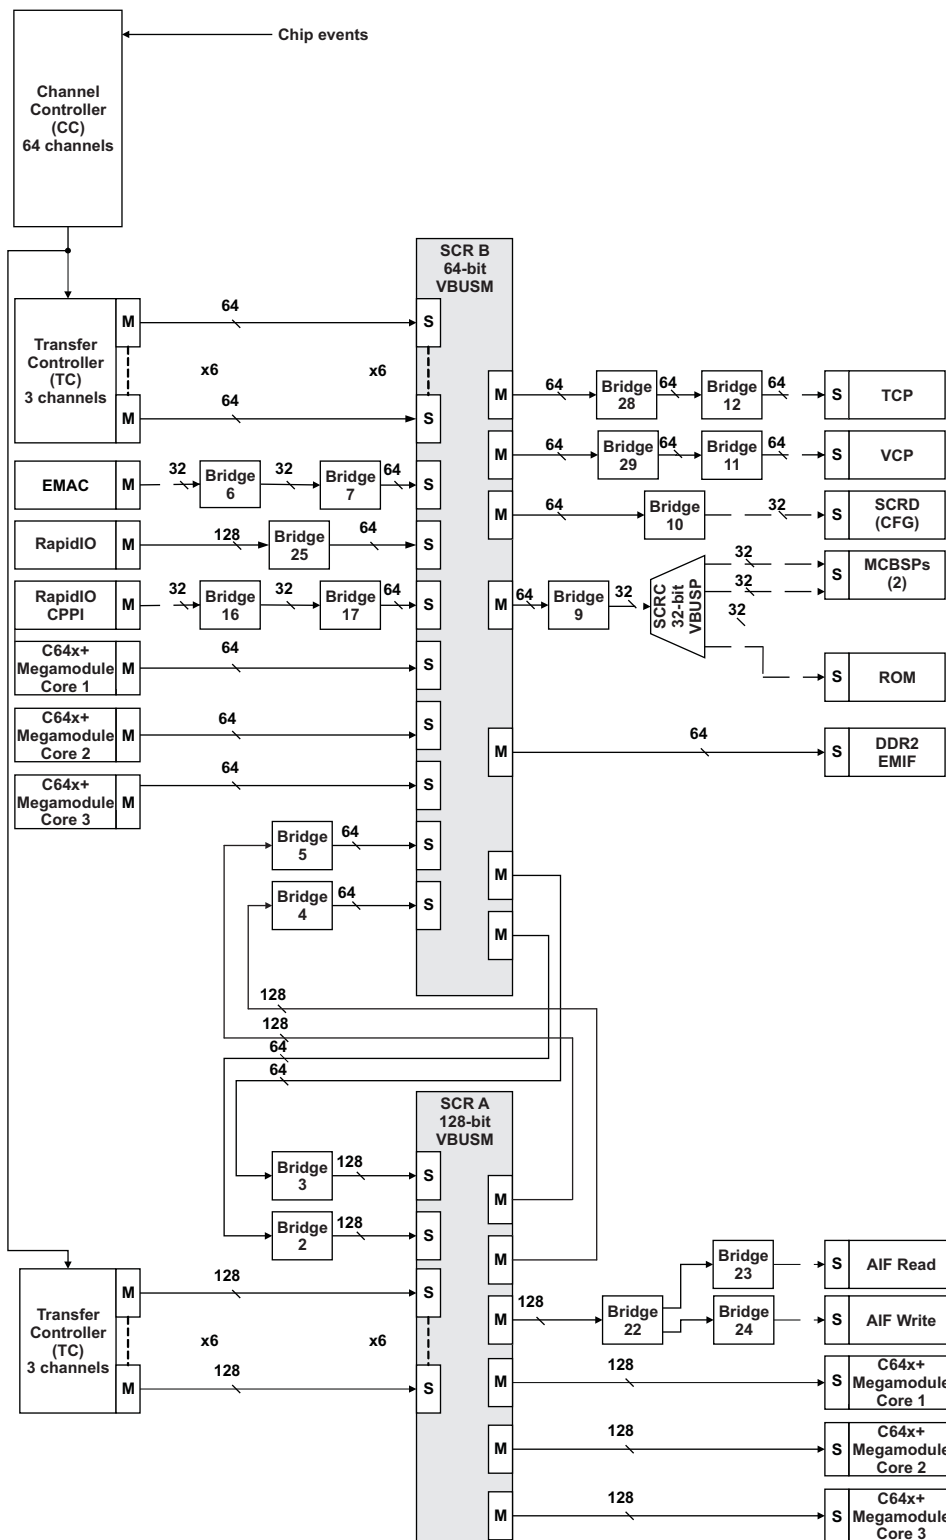 Chip events
Channel
Controller
(CC)
64 channels
SCR B
64-bit
VBUSM
Transfer
Controller
(TC)
3 channels
M
64
S
x6
x6
M
64
S
M
64
Bridge
28
64
Bridge
12
64
S
TCP
M
64
Bridge
29
64
Bridge
11
64
S
VCP
EMAC
M
32
Bridge
6
32
Bridge
7
64
S
M
64
Bridge
10
32
S
SCRD
(CFG)
RapidIO
M
128
Bridge
25
64
S
RapidIO
CPPI
M
32
Bridge
16
32
Bridge
17
64
S
M
64
Bridge
9
32
SCRC
32-bit
VBUSP
32
32
32
S
MCBSPs
(2)
S
ROM
C64x+
Megamodule
Core 1
M
64
S
C64x+
Megamodule
Core 2
M
64
S
M
64
S
DDR2
EMIF
C64x+
Megamodule
Core 3
M
64
S
Bridge
5
64
S
M
Bridge
4
64
S
M
128
128
64
64
SCR A
128-bit
VBUSM
Bridge
3
128
S
M
Bridge
2
128
S
M
Transfer
Controller
(TC)
3 channels
M
128
S
x6
x6
M
128
S
M
128
Bridge
22
Bridge
23
S
AIF Read
Bridge
24
S
AIF Write
M
128
S
C64x+
Megamodule
Core 1
M
128
S
C64x+
Megamodule
Core 2
M
128
S
C64x+
Megamodule
Core 3